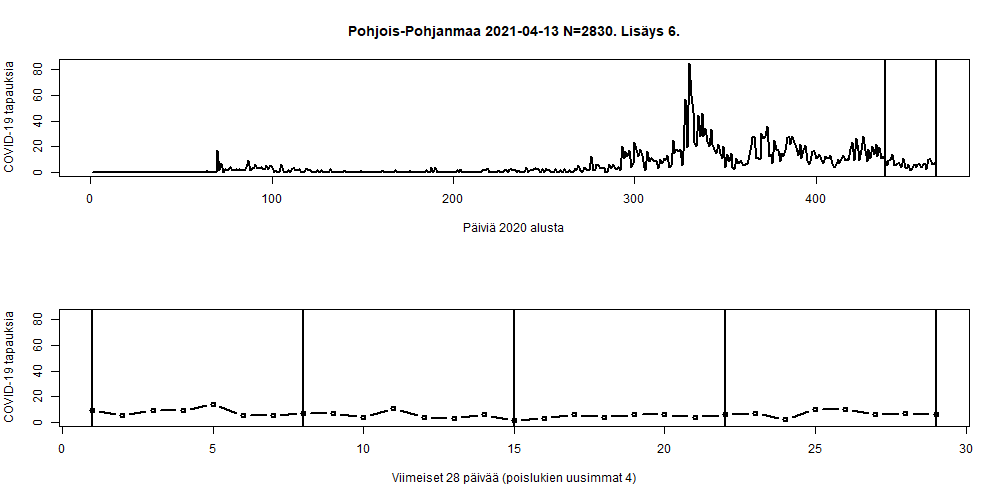 Pohjois-Pohjanmaa 2021-04-13 N=2830. Lisäys 6.
COVID-19 tapauksia
80
60
40
20
0
0 100 200 300 400
Päiviä 2020 alusta
COVID-19 tapauksia
80
60
40
20
0
0 5 10 15 20 25 30
Viimeiset 28 päivää (poislukien uusimmat 4)